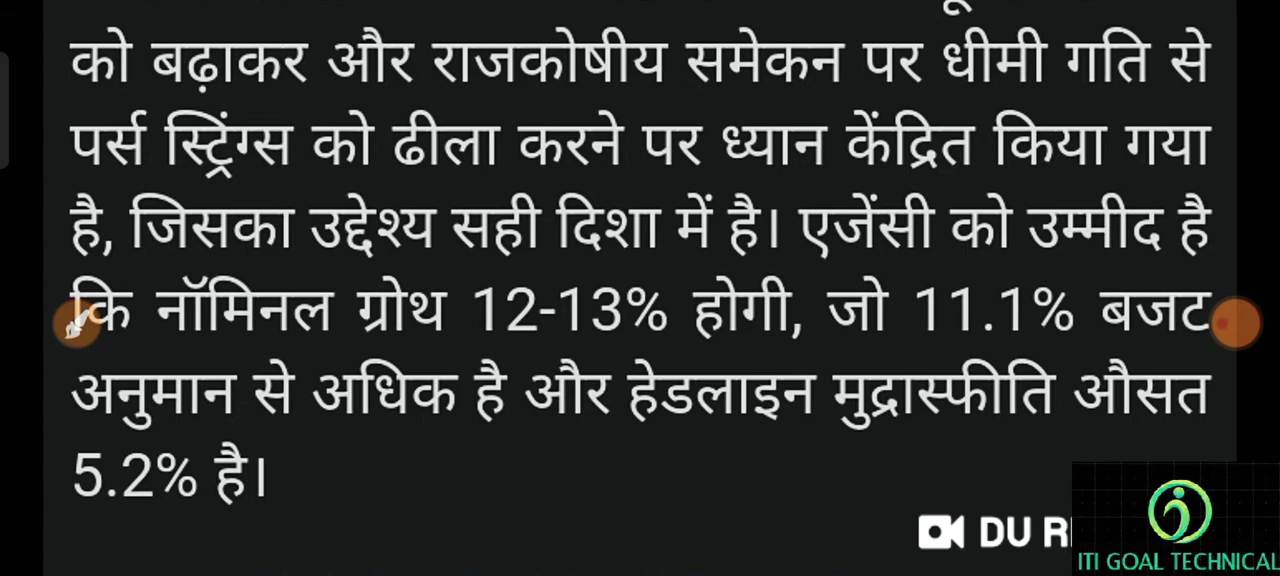 को बढ़ाकर और राजकोषीय समेकन पर धीमी गति से
पर्स स्ट्रिंग्स को ढीला करने पर ध्यान केंद्रित किया गया
है, जिसका उद्देश्य सही दिशा में है। एजेंसी को उम्मीद है
कि नॉमिनल ग्रोथ 12-13% होगी, जो 11.1% बजट
अनुमान से अधिक है और हेडलाइन मुद्रास्फीति औसत
5.2% है।
DU R
ITI GOAL TECHNICAL